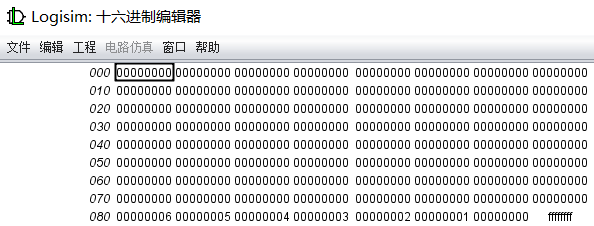 Logisim: 十六进制编辑器
文件 编辑 工程 电路仿真 窗口 帮助
000 00000000 00000000 00000000 00000000 00000000 00000000 00000000 00000000
010 00000000 00000000 00000000 00000000 00000000 00000000 00000000 00000000
020 00000000 00000000 00000000 00000000 00000000 00000000 00000000 00000000
030 00000000 00000000 00000000 00000000 00000000 00000000 00000000 00000000
040 00000000 00000000 00000000 00000000 00000000 00000000 00000000 00000000
050 00000000 00000000 00000000 00000000 00000000 00000000 00000000 00000000
060 00000000 00000000 00000000 00000000 00000000 00000000 00000000 00000000
070 00000000 00000000 00000000 00000000 00000000 00000000 00000000 00000000
080 00000006 00000005 00000004 00000003 00000002 00000001 00000000 ffffffff